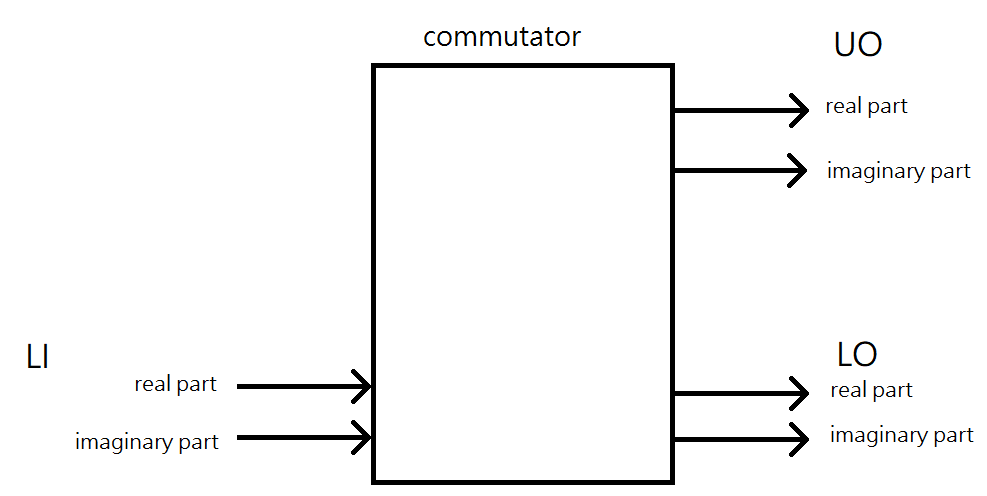 commutator
UO
real part
imaginary part
LI
real part
imaginary part
LO
real part
imaginary part